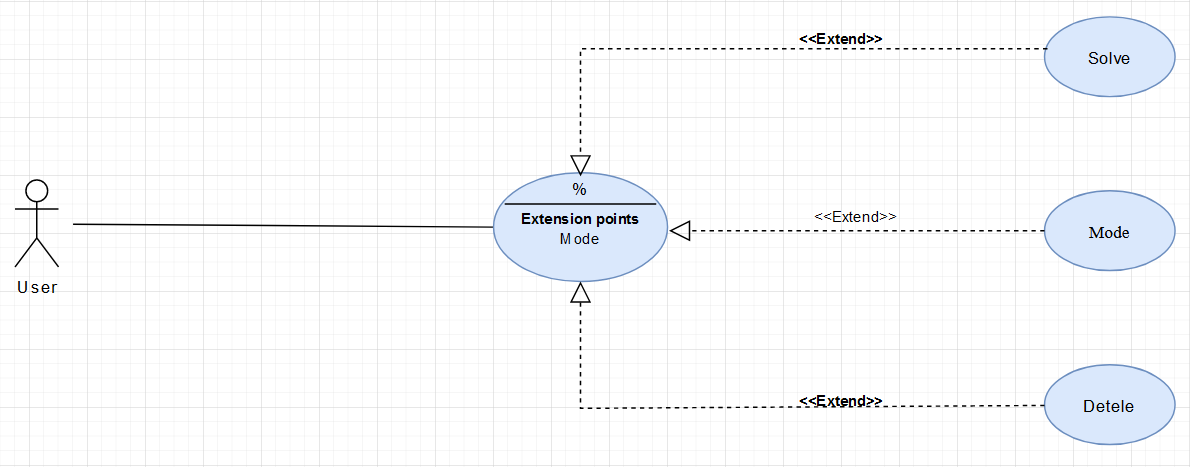 <<Extend>>
Solve
%
Extension points
Mode
<<Extend>>
Mode
User
<<Extend>>
Detele